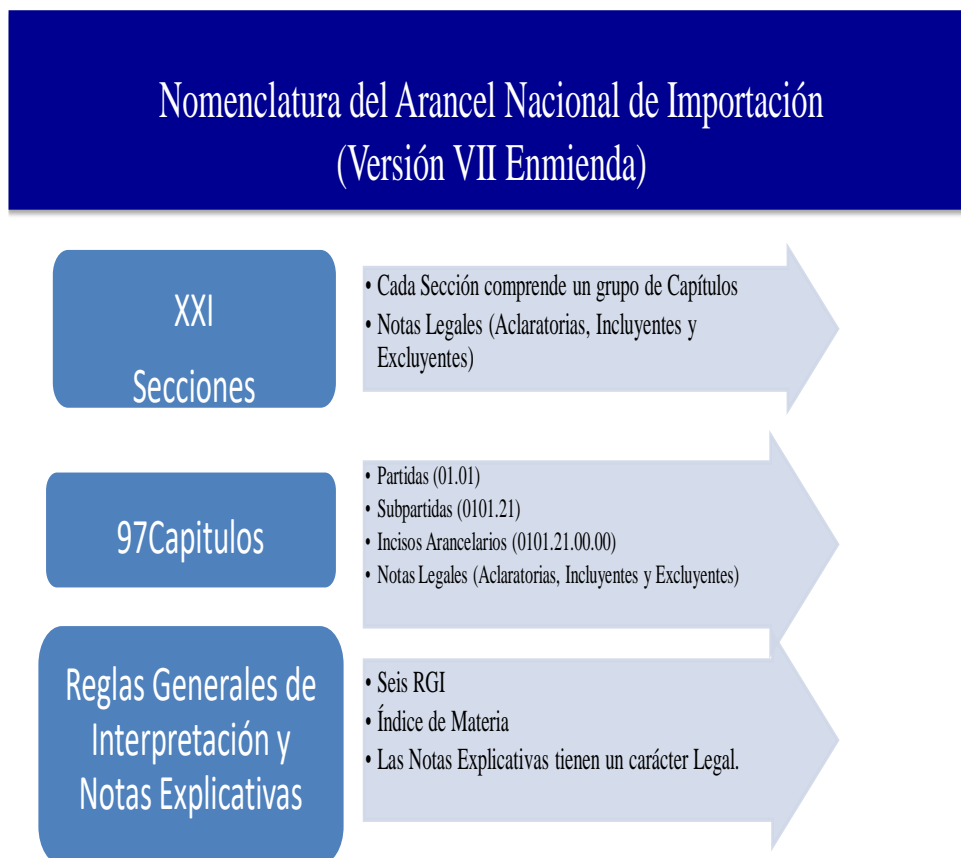 Nomenclatura del Arancel Nacional de Importación
(Versión VII Enmienda)
XXI
Secciones
• Cada Sección comprende un grupo de Capítulos
• Notas Legales (Aclaratorias, Incluyentes y
Excluyentes)
97Capitulos
• Partidas (01.01)
• Subpartidas (0101.21)
• Incisos Arancelarios (0101.21.00.00)
• Notas Legales (Aclaratorias, Incluyentes y Excluyentes)
Reglas Generales de
Interpretación y
Notas Explicativas
• Seis RGI
• Índice de Materia
• Las Notas Explicativas tienen un carácter Legal.